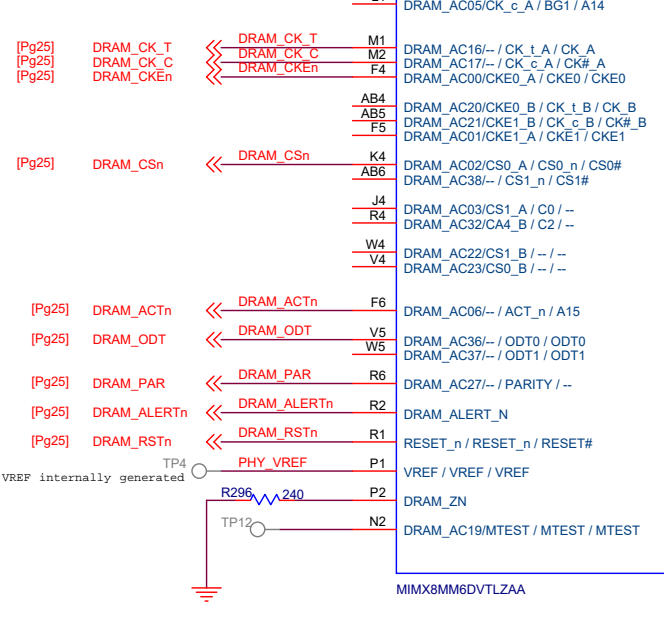 DRAM_AC05/CK_c_A / BG1 / A14
[Pg25] DRAM_CK_T DRAM_CK_T M1 DRAM_AC16/-- / CK_t_A / CK_A
[Pg25] DRAM_CK_C DRAM_CK_C M2 DRAM_AC17/-- / CK_c_A / CK#_A
[Pg25] DRAM_CKEn DRAM_CKEn F4 DRAM_AC00/CKE0_A / CKE0 / CKE0
AB4 DRAM_AC20/CKE0_B / CK_t_B / CK_B
AB5 DRAM_AC21/CKE1_B / CK_c_B / CK#_B
F5 DRAM_AC01/CKE1_A / CKE1 / CKE1
[Pg25] DRAM_CSn DRAM_CSn K4 DRAM_AC02/CS0_A / CS0_n / CS0#
AB6 DRAM_AC38/-- / CS1_n / CS1#
J4 DRAM_AC03/CS1_A / C0 / --
R4 DRAM_AC32/CA4_B / C2 / --
W4 DRAM_AC22/CS1_B / -- / --
V4 DRAM_AC23/CS0_B / -- / --
[Pg25] DRAM_ACTn DRAM_ACTn F6 DRAM_AC06/-- / ACT_n / A15
[Pg25] DRAM_ODT DRAM_ODT V5 DRAM_AC36/-- / ODT0 / ODT0
W5 DRAM_AC37/-- / ODT1 / ODT1
[Pg25] DRAM_PAR DRAM_PAR R6 DRAM_AC27/-- / PARITY / --
[Pg25] DRAM_ALERTn DRAM_ALERTn R2 DRAM_ALERT_N
[Pg25] DRAM_RSTn DRAM_RSTn R1 RESET_n / RESET_n / RESET#
TP4 PHY_VREF P1 VREF / VREF / VREF
VREF internally generated
R296 240 P2 DRAM_ZN
TP12 N2 DRAM_AC19/MTEST / MTEST / MTEST
MIMX8MM6DVTLZAA